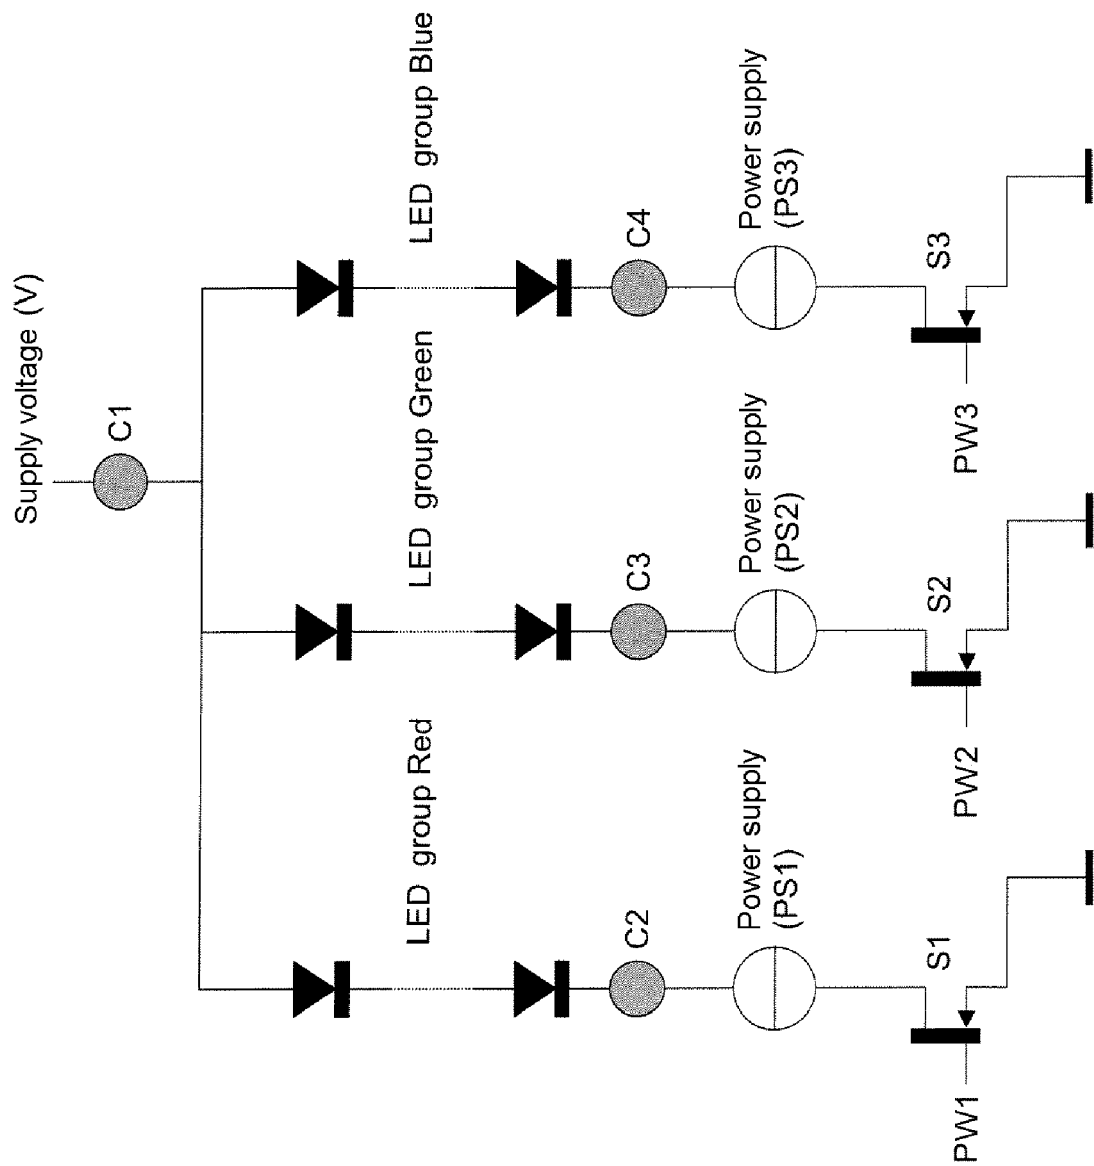 Supply voltage (V)
C1
LED group Red
LED group Green
LED group Blue
C2
C3
C4
Power supply
(PS1)
Power supply
(PS2)
Power supply
(PS3)
S1
S2
S3
PW1
PW2
PW3